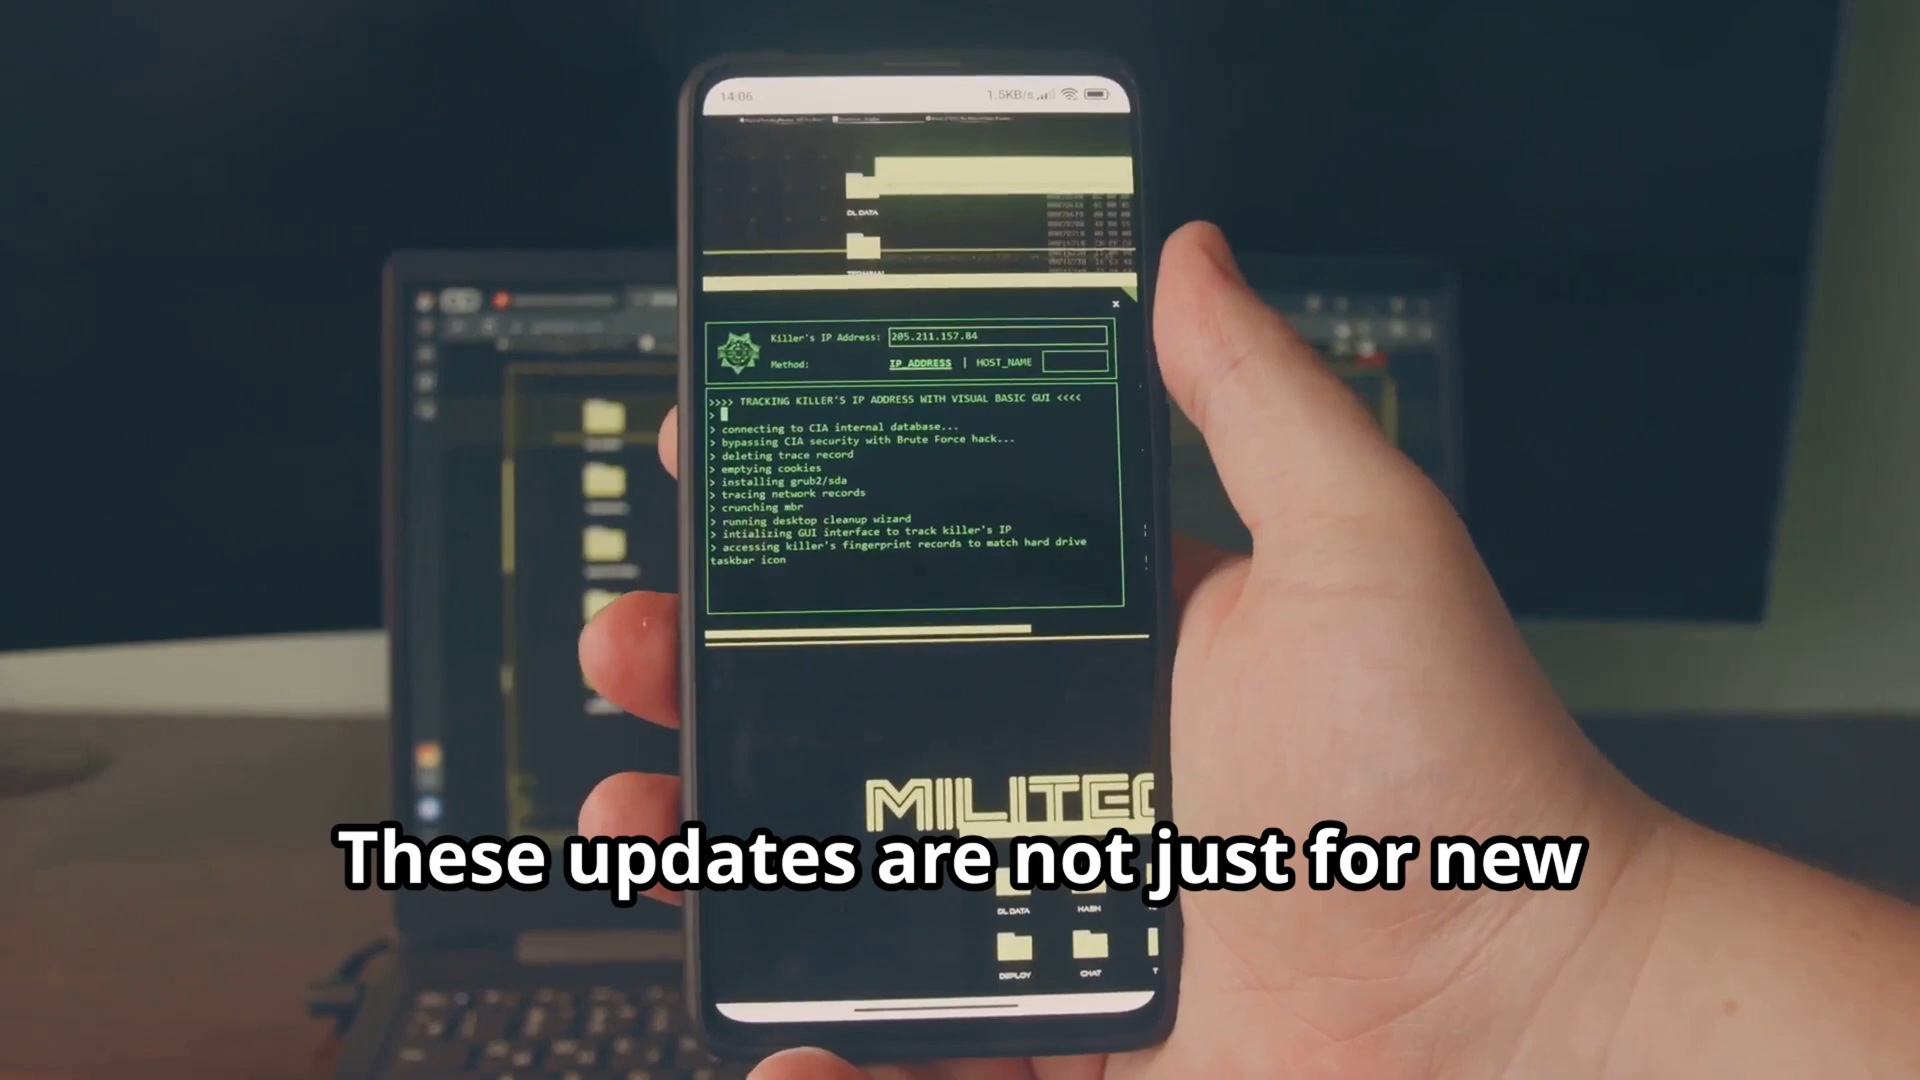 14:06
1.5KB/s
DL DATA
TERMINAL
x
Killer's IP Address: 205.211.157.84
Method: IP_ADDRESS | HOST_NAME
>>>> TRACKING KILLER'S IP ADDRESS WITH VISUAL BASIC GUI <<<<
>
> connecting to CIA internal database...
> bypassing CIA security with Brute Force hack...
> deleting trace record
> emptying cookies
> installing grub2/sda
> tracing network records
> crunching mbr
> running desktop cleanup wizard
> intializing GUI interface to track killer's IP
> accessing killer's fingerprint records to match hard drive
taskbar icon
MILITEC
These updates are not just for new
DL DATA HASH
DEPLOY CHAT T